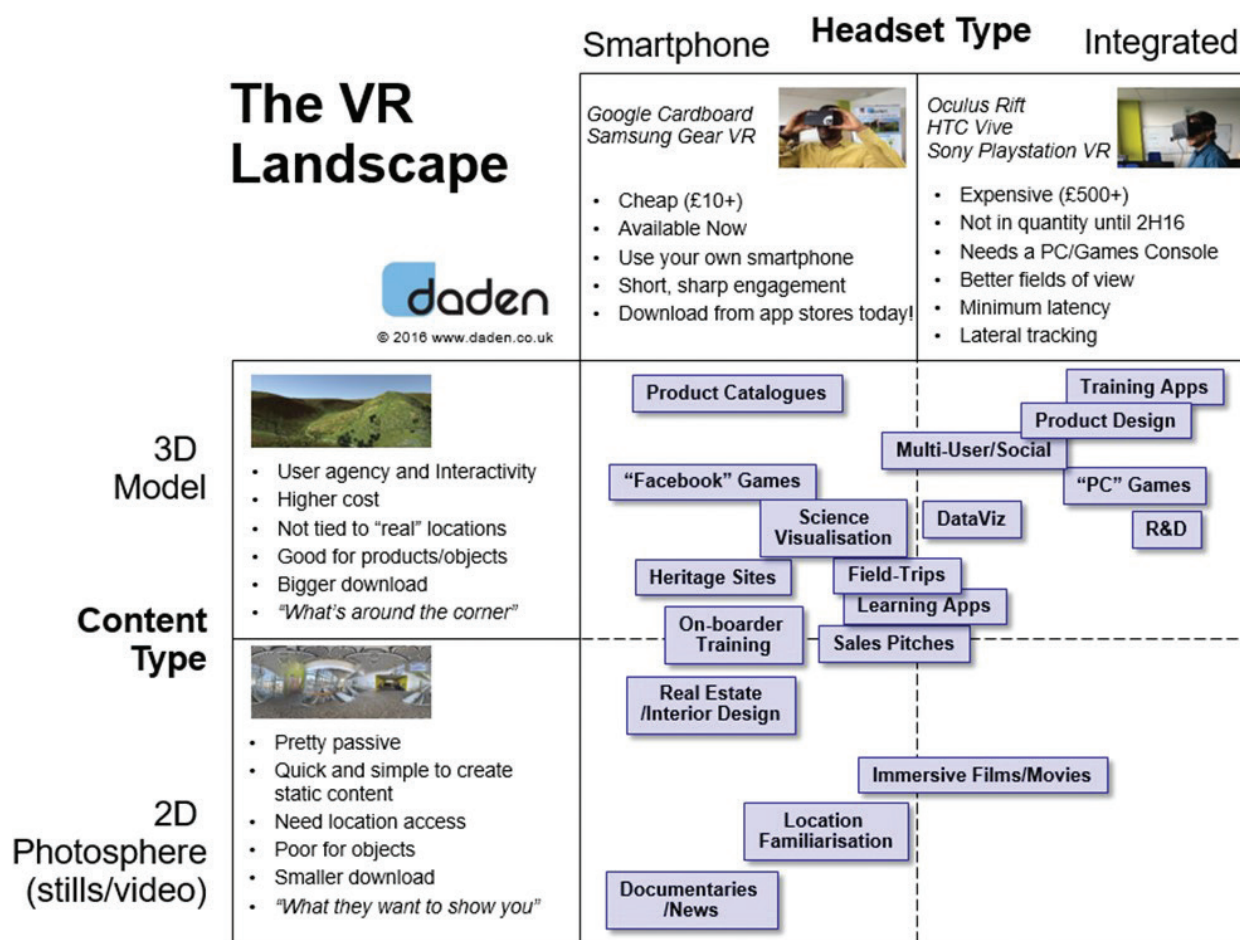 Smartphone
Headset Type
Integrated
The VR
Landscape
daden
© 2016 www.daden.co.uk
Google Cardboard
Samsung Gear VR
• Cheap (£10+)
• Available Now
• Use your own smartphone
• Short, sharp engagement
• Download from app stores today!
Oculus Rift
HTC Vive
Sony Playstation VR
• Expensive (£500+)
• Not in quantity until 2H16
• Needs a PC/Games Console
• Better fields of view
• Minimum latency
• Lateral tracking
3D
Model
• User agency and Interactivity
• Higher cost
• Not tied to “real” locations
• Good for products/objects
• Bigger download
• “What’s around the corner”
Product Catalogues
Training Apps
Product Design
Multi-User/Social
“Facebook” Games
“PC” Games
Science
Visualisation
DataViz
R&D
Heritage Sites
Field-Trips
Learning Apps
On-boarder
Training
Sales Pitches
Content
Type
2D
Photosphere
(stills/video)
• Pretty passive
• Quick and simple to create
static content
• Need location access
• Poor for objects
• Smaller download
• “What they want to show you”
Real Estate
/Interior Design
Immersive Films/Movies
Location
Familiarisation
Documentaries
/News